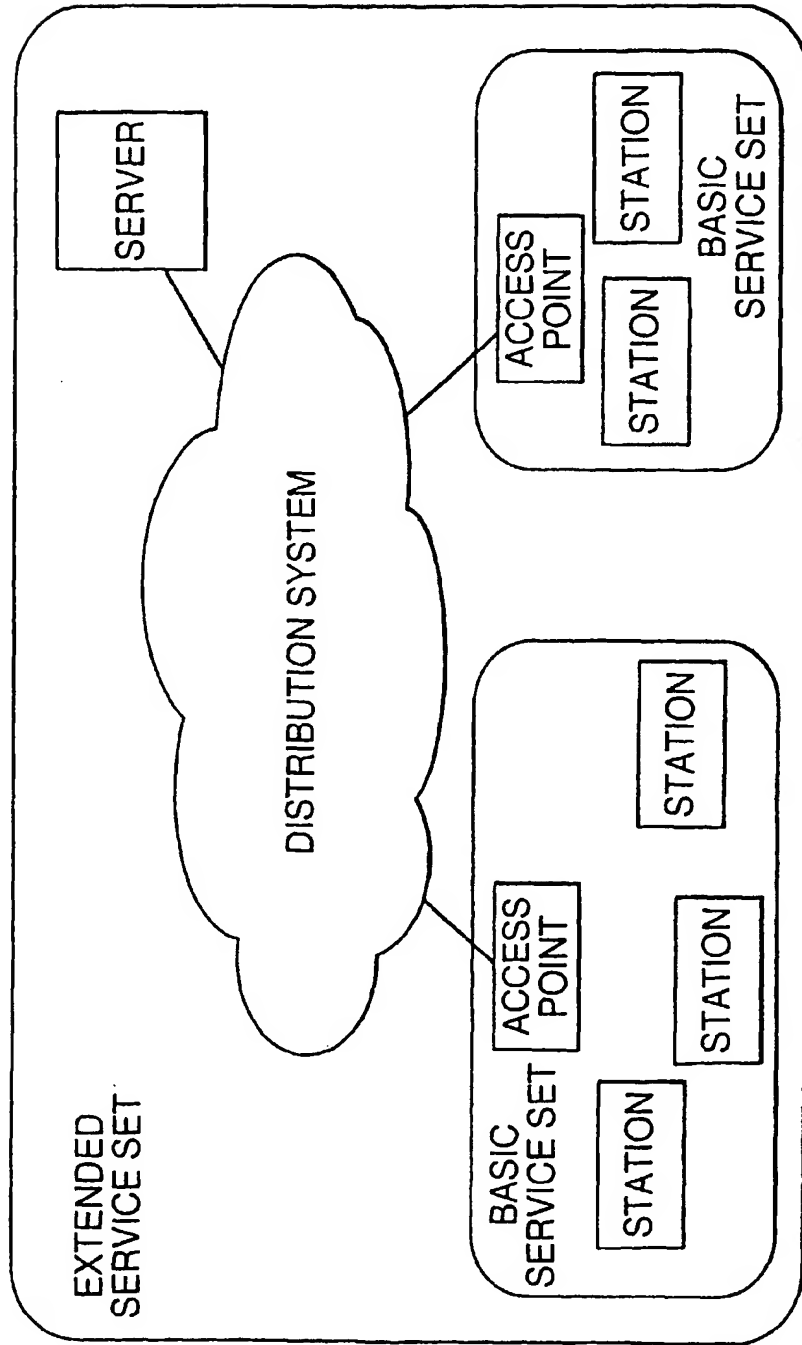 EXTENDED
SERVICE SET
SERVER
DISTRIBUTION SYSTEM
BASIC
SERVICE SET
ACCESS
POINT
STATION
STATION
STATION
ACCESS
POINT
STATION
STATION
BASIC
SERVICE SET